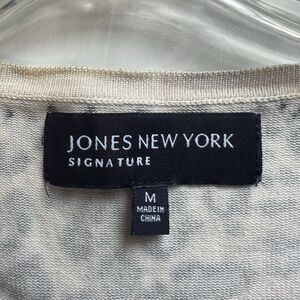 JONES NEW YORK
SIGNATURE
M
MADE IN
CHINA